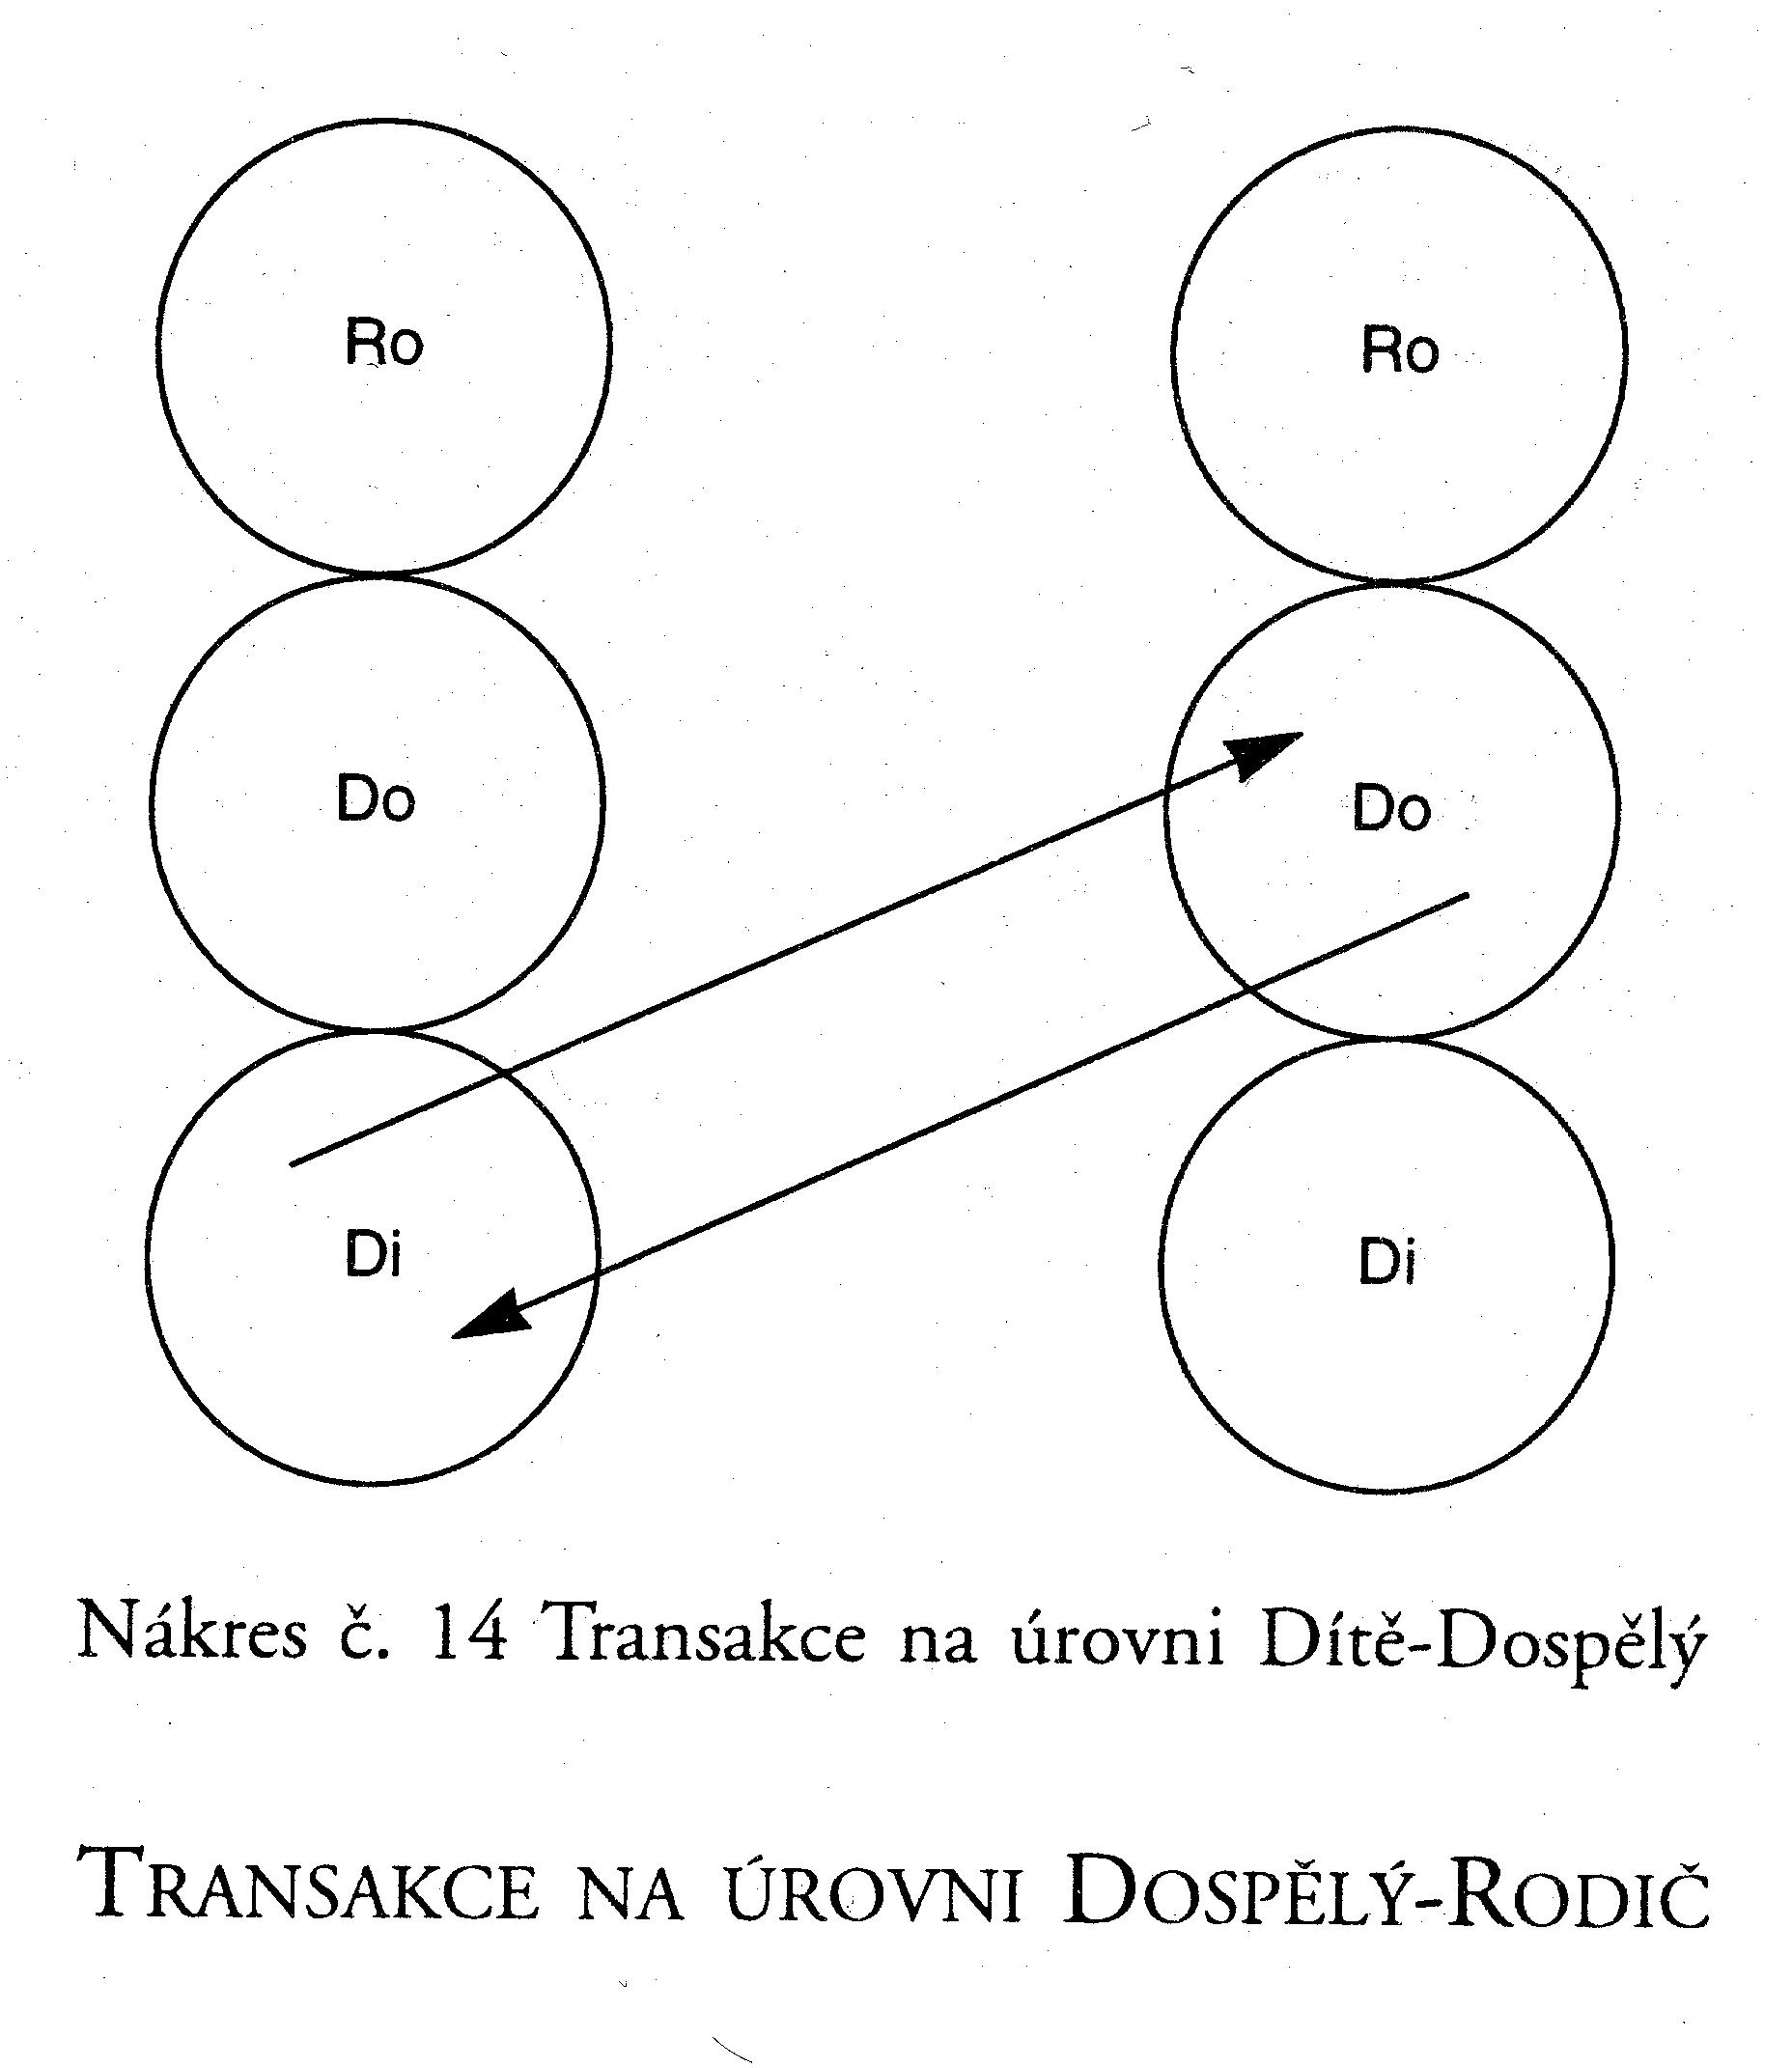 Ro Ro
Do Do
Di Di
Nákres č. 14 Transakce na úrovni Dítě-Dospělý
TRANSAKCE NA ÚROVNI DOSPĚLÝ-RODIČ